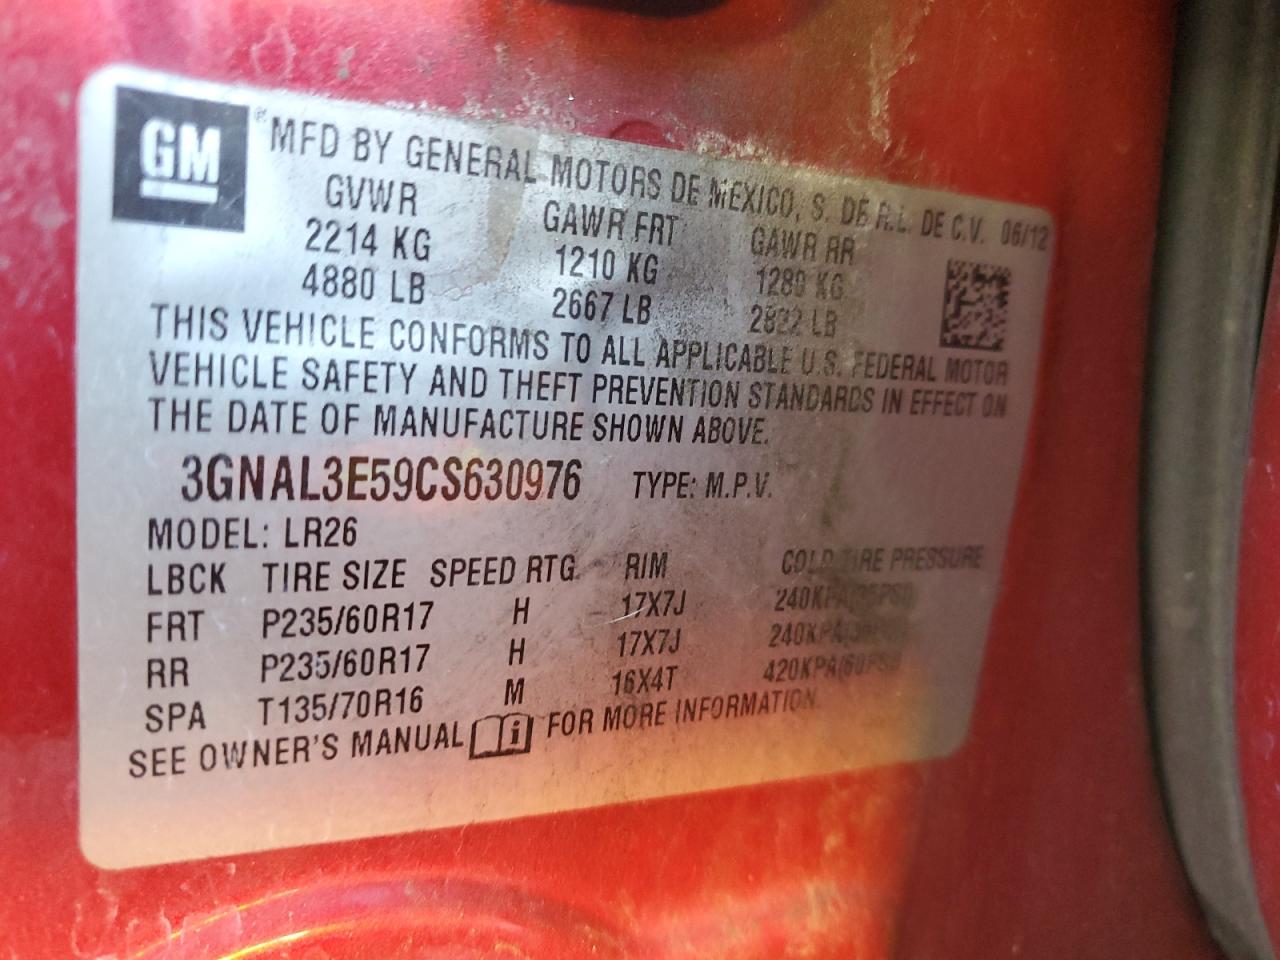 GM
® MFD BY GENERAL MOTORS DE MEXICO, S. DE R.L. DE C.V. 06/12
GVWR GAWR FRT GAWR RR
2214 KG 1210 KG KG
4880 LB 2667 LB LB
THIS VEHICLE CONFORMS TO ALL APPLICABLE U.S. FEDERAL MOTOR
VEHICLE SAFETY AND THEFT PREVENTION STANDARDS IN EFFECT ON
THE DATE OF MANUFACTURE SHOWN ABOVE.
3GNAL3E59CS630976 TYPE: M.P.V.
MODEL: LR26
LBCK TIRE SIZE SPEED RTG RIM COLD TIRE PRESSURE
FRT P235/60R17 H 17X7J 240KPA(35PSI)
RR P235/60R17 H 17X7J 240KPA(35PSI)
SPA T135/70R16 M 16X4T 420KPA(60PSI)
SEE OWNER'S MANUAL FOR MORE INFORMATION.